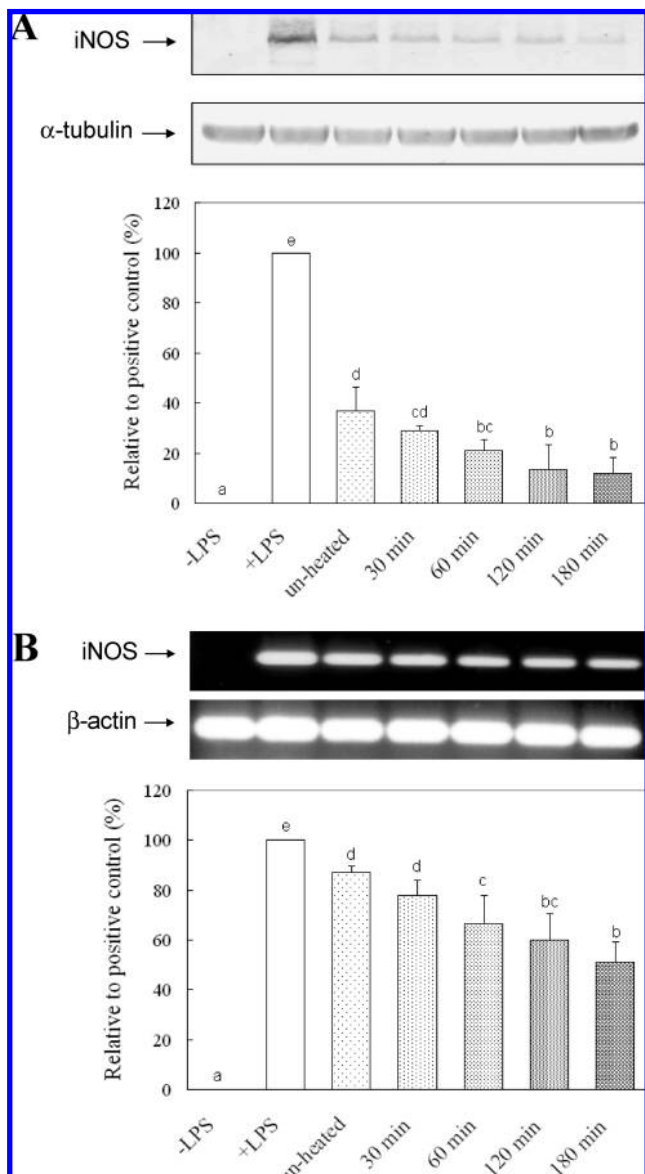 A
iNOS
α-tubulin
Relative to positive control (%)
120
100
80
60
40
20
0
a
e
d
cd
bc
b
b
-LPS
+LPS
un-heated
30 min
60 min
120 min
180 min
B
iNOS
β-actin
Relative to positive control (%)
120
100
80
60
40
20
0
a
e
d
d
c
bc
b
-LPS
+LPS
un-heated
30 min
60 min
120 min
180 min